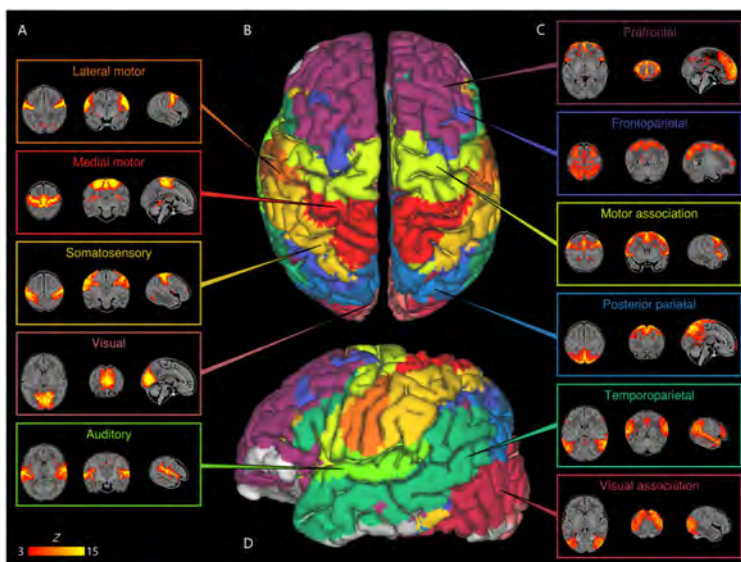 A
Lateral motor
Medial motor
Somatosensory
Visual
Auditory
Z
3
15
B
C
Prefrontal
Frontoparietal
Motor association
Posterior parietal
Temporoparietal
Visual association
D